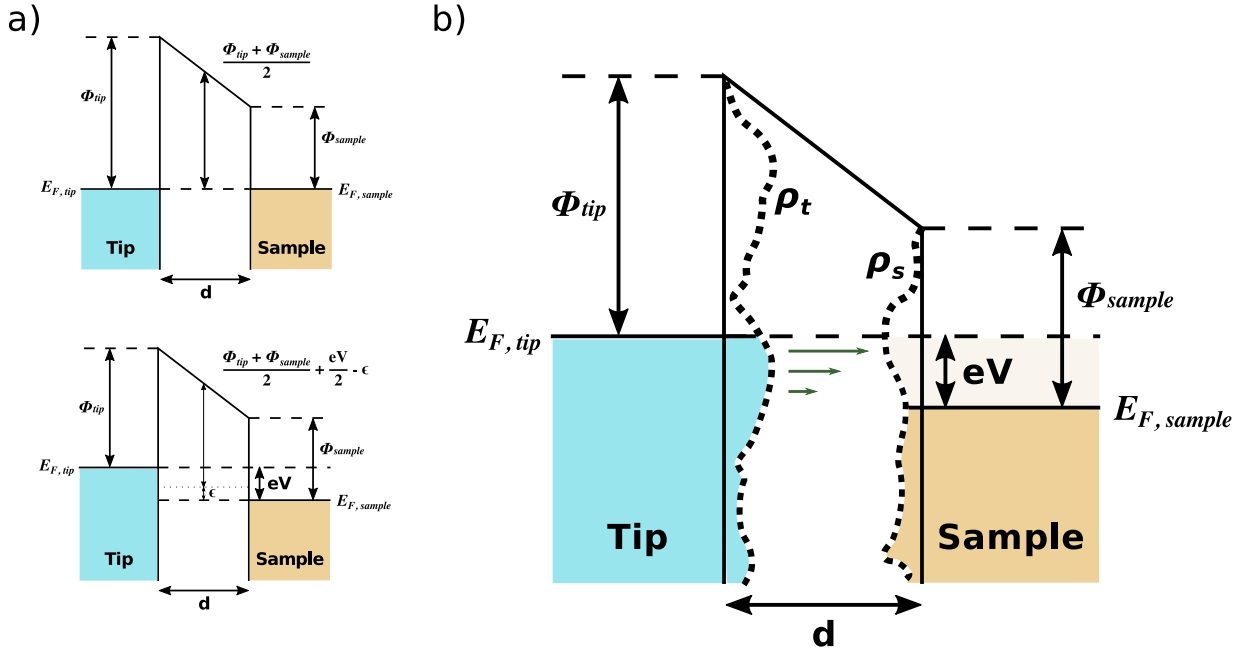 a)
Φtip + Φsample
2
Φtip
Φsample
EF, tip
EF, sample
Tip
Sample
d
Φtip + Φsample + eV - ϵ
2 2
Φtip
Φsample
EF, tip
eV
ϵ
EF, sample
Tip
Sample
d
b)
ρt
Φtip
ρs
Φsample
EF, tip
eV
EF, sample
Tip
Sample
d